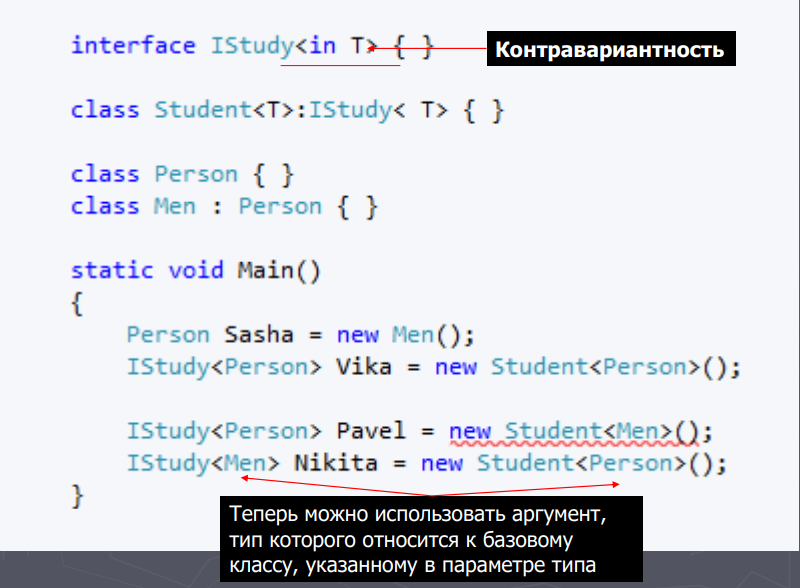 interface IStudy<in T> { }
Контравариантность
class Student<T>:IStudy< T> { }
class Person { }
class Men : Person { }
static void Main()
{
Person Sasha = new Men();
IStudy<Person> Vika = new Student<Person>();
IStudy<Person> Pavel = new Student<Men>();
IStudy<Men> Nikita = new Student<Person>();
}
Теперь можно использовать аргумент,
тип которого относится к базовому
классу, указанному в параметре типа